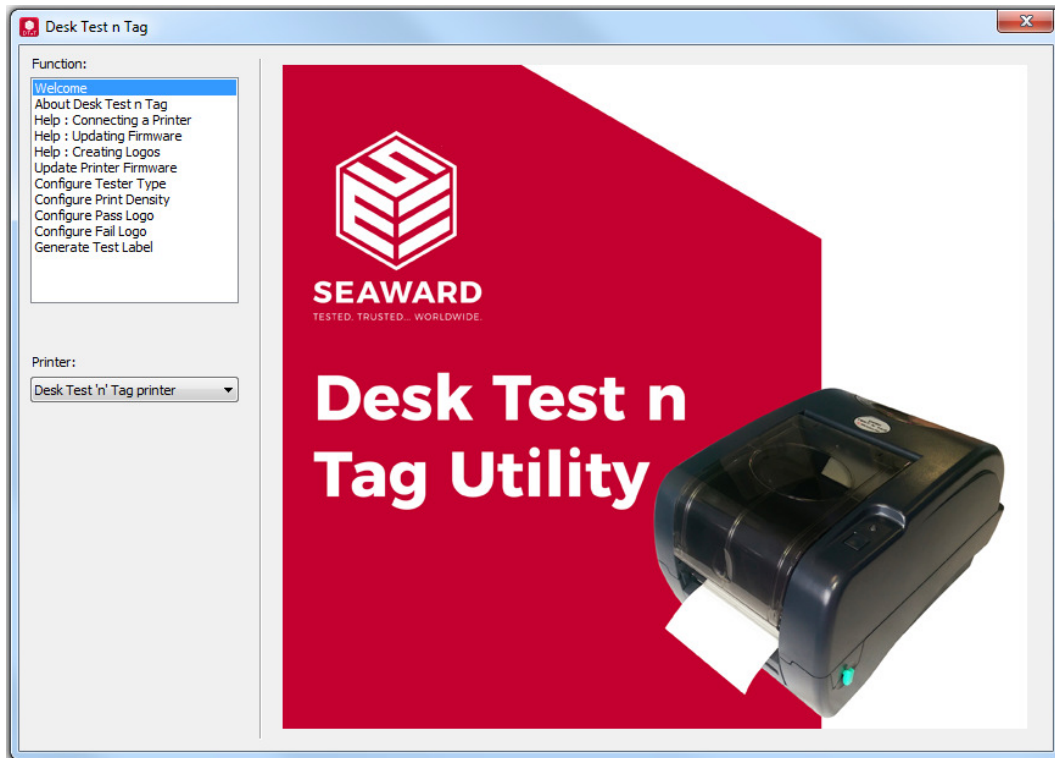 Desk Test n Tag
Function:
Welcome
About Desk Test n Tag
Help : Connecting a Printer
Help : Updating Firmware
Help : Creating Logos
Update Printer Firmware
Configure Tester Type
Configure Print Density
Configure Pass Logo
Configure Fail Logo
Generate Test Label
Printer:
Desk Test 'n' Tag printer
SEAWARD
TESTED. TRUSTED... WORLDWIDE.
Desk Test n
Tag Utility